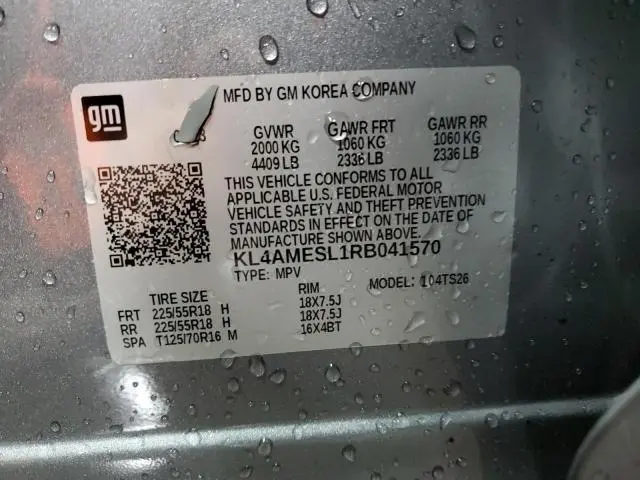 gm
MFD BY GM KOREA COMPANY
GVWR GAWR FRT GAWR RR
2000 KG 1060 KG 1060 KG
4409 LB 2336 LB 2336 LB
THIS VEHICLE CONFORMS TO ALL
APPLICABLE U.S. FEDERAL MOTOR
VEHICLE SAFETY AND THEFT PREVENTION
STANDARDS IN EFFECT ON THE DATE OF
MANUFACTURE SHOWN ABOVE.
KL4AMESL1RB041570
TYPE: MPV MODEL: 104TS26
TIRE SIZE RIM
FRT 225/55R18 H 18X7.5J
RR 225/55R18 H 18X7.5J
SPA T125/70R16 M 16X4BT